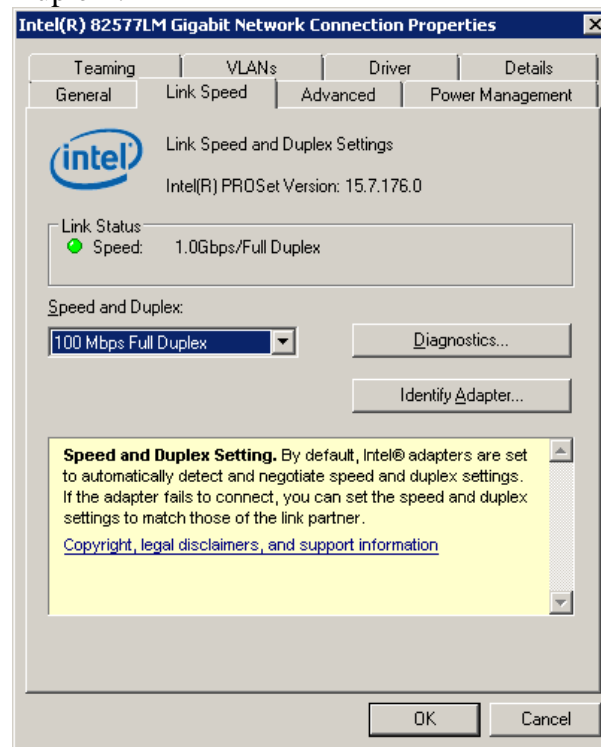 Intel(R) 82577LM Gigabit Network Connection Properties
Teaming VLANs Driver Details
General Link Speed Advanced Power Management
intel
Link Speed and Duplex Settings
Intel(R) PROSet Version: 15.7.176.0
Link Status
Speed: 1.0Gbps/Full Duplex
Speed and Duplex:
100 Mbps Full Duplex
Diagnostics...
Identify Adapter...
Speed and Duplex Setting. By default, Intel® adapters are set
to automatically detect and negotiate speed and duplex settings.
If the adapter fails to connect, you can set the speed and duplex
settings to match those of the link partner.
Copyright, legal disclaimers, and support information
OK Cancel